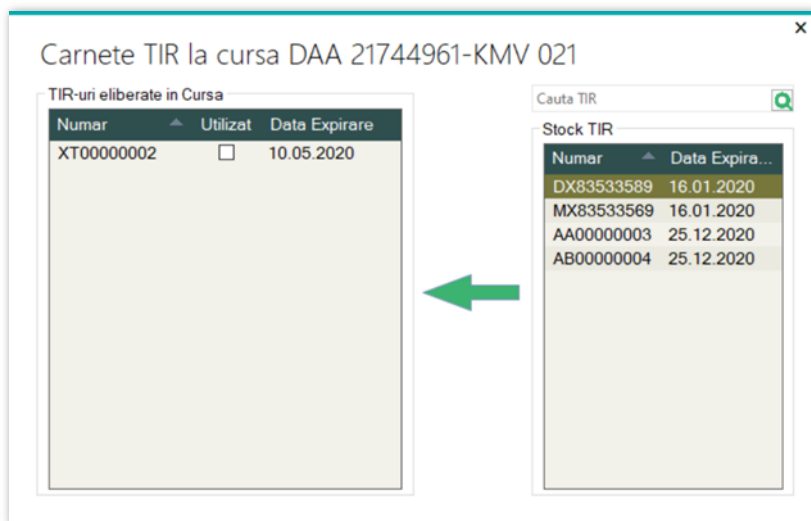 ×
Carnete TIR la cursa DAA 21744961-KMV 021
TIR-uri eliberate in Cursa
Numar Utilizat Data Expirare
XT00000002 10.05.2020
Cauta TIR
Stock TIR
Numar Data Expira...
DX83533589 16.01.2020
MX83533569 16.01.2020
AA00000003 25.12.2020
AB00000004 25.12.2020